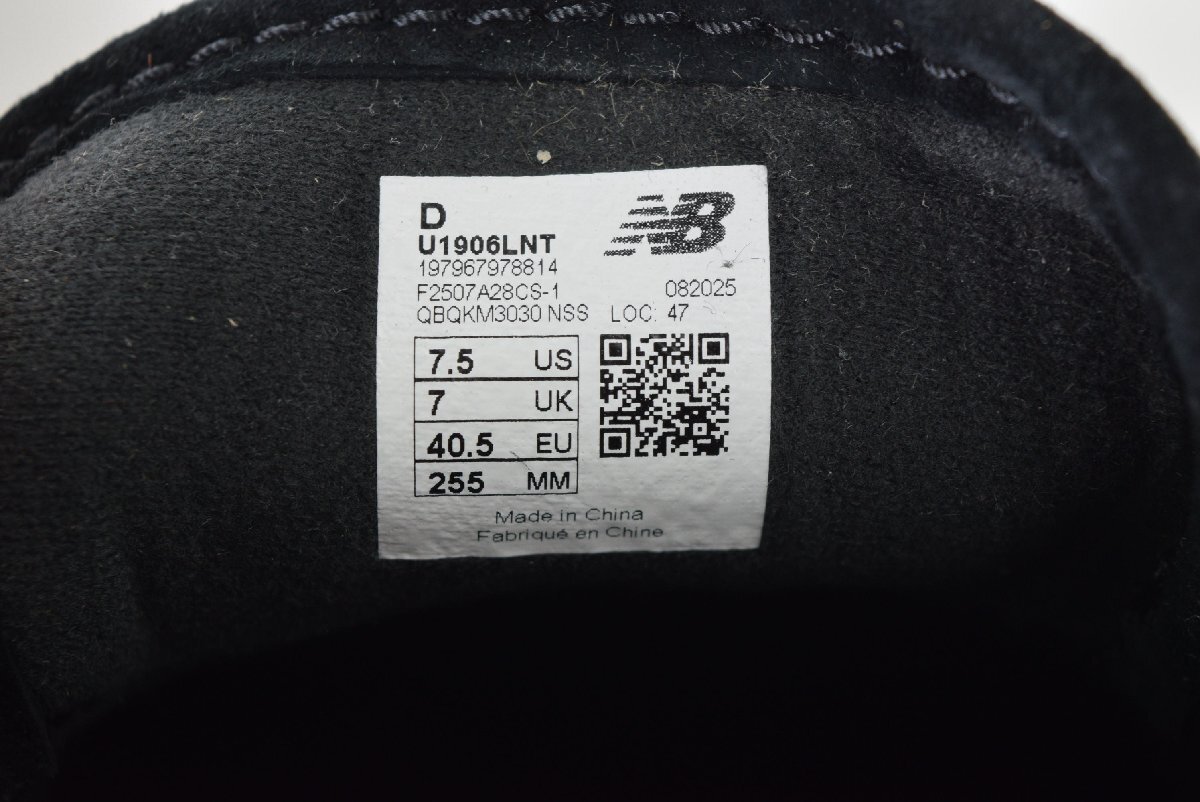 D
NB
U1906LNT
197967978814
F2507A28CS-1 082025
QBQKM3030 NSS LOC: 47
7.5 US
7 UK
40.5 EU
255 MM
Made in China
Fabriqué en Chine